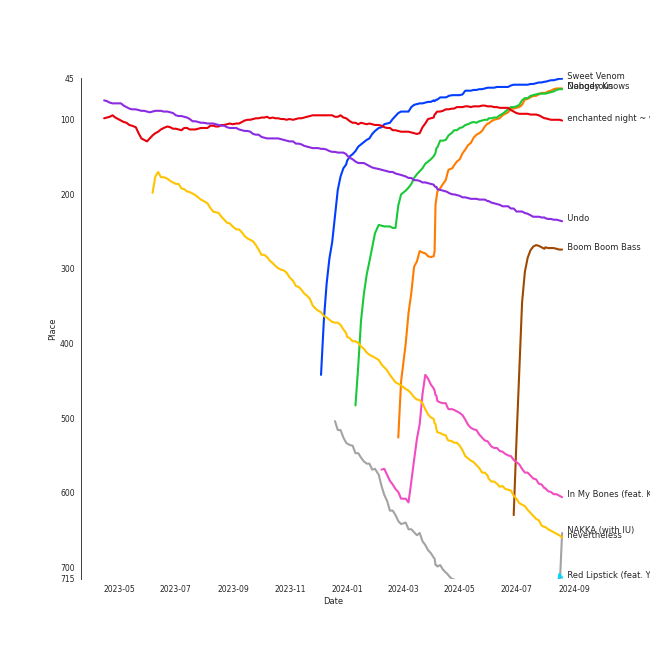 45
100
200
300
400
500
600
700
715
Place
2023-05
2023-07
2023-09
2023-11
2024-01
2024-03
2024-05
2024-07
2024-09
Date
Sweet Venom
enchanted night ~
Undo
Boom Boom Bass
In My Bones (feat. K
NAKKA (with IU)
nevertheless
Red Lipstick (feat. Y